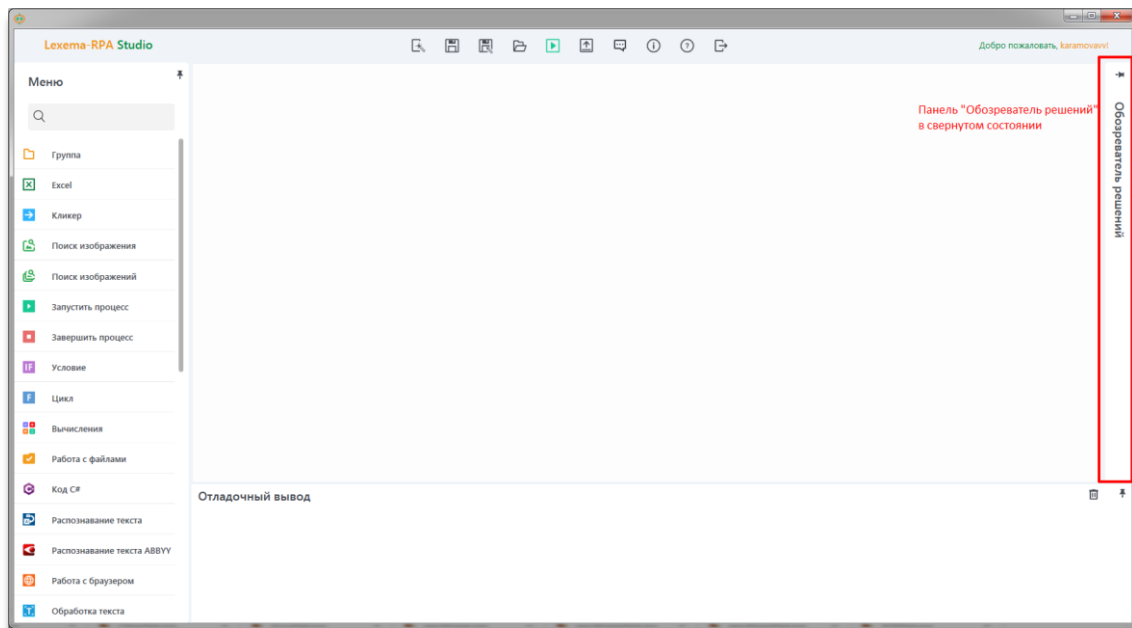 Lexema-RPA Studio
Добро пожаловать, karamovavv!
Меню
Группа
Excel
Кликер
Поиск изображения
Поиск изображений
Запустить процесс
Завершить процесс
IF Условие
F Цикл
Вычисления
Работа с файлами
Код C#
Распознавание текста
Распознавание текста ABBYY
Работа с браузером
Обработка текста
Панель "Обозреватель решений"
в свернутом состоянии
Обозреватель решений
Отладочный вывод